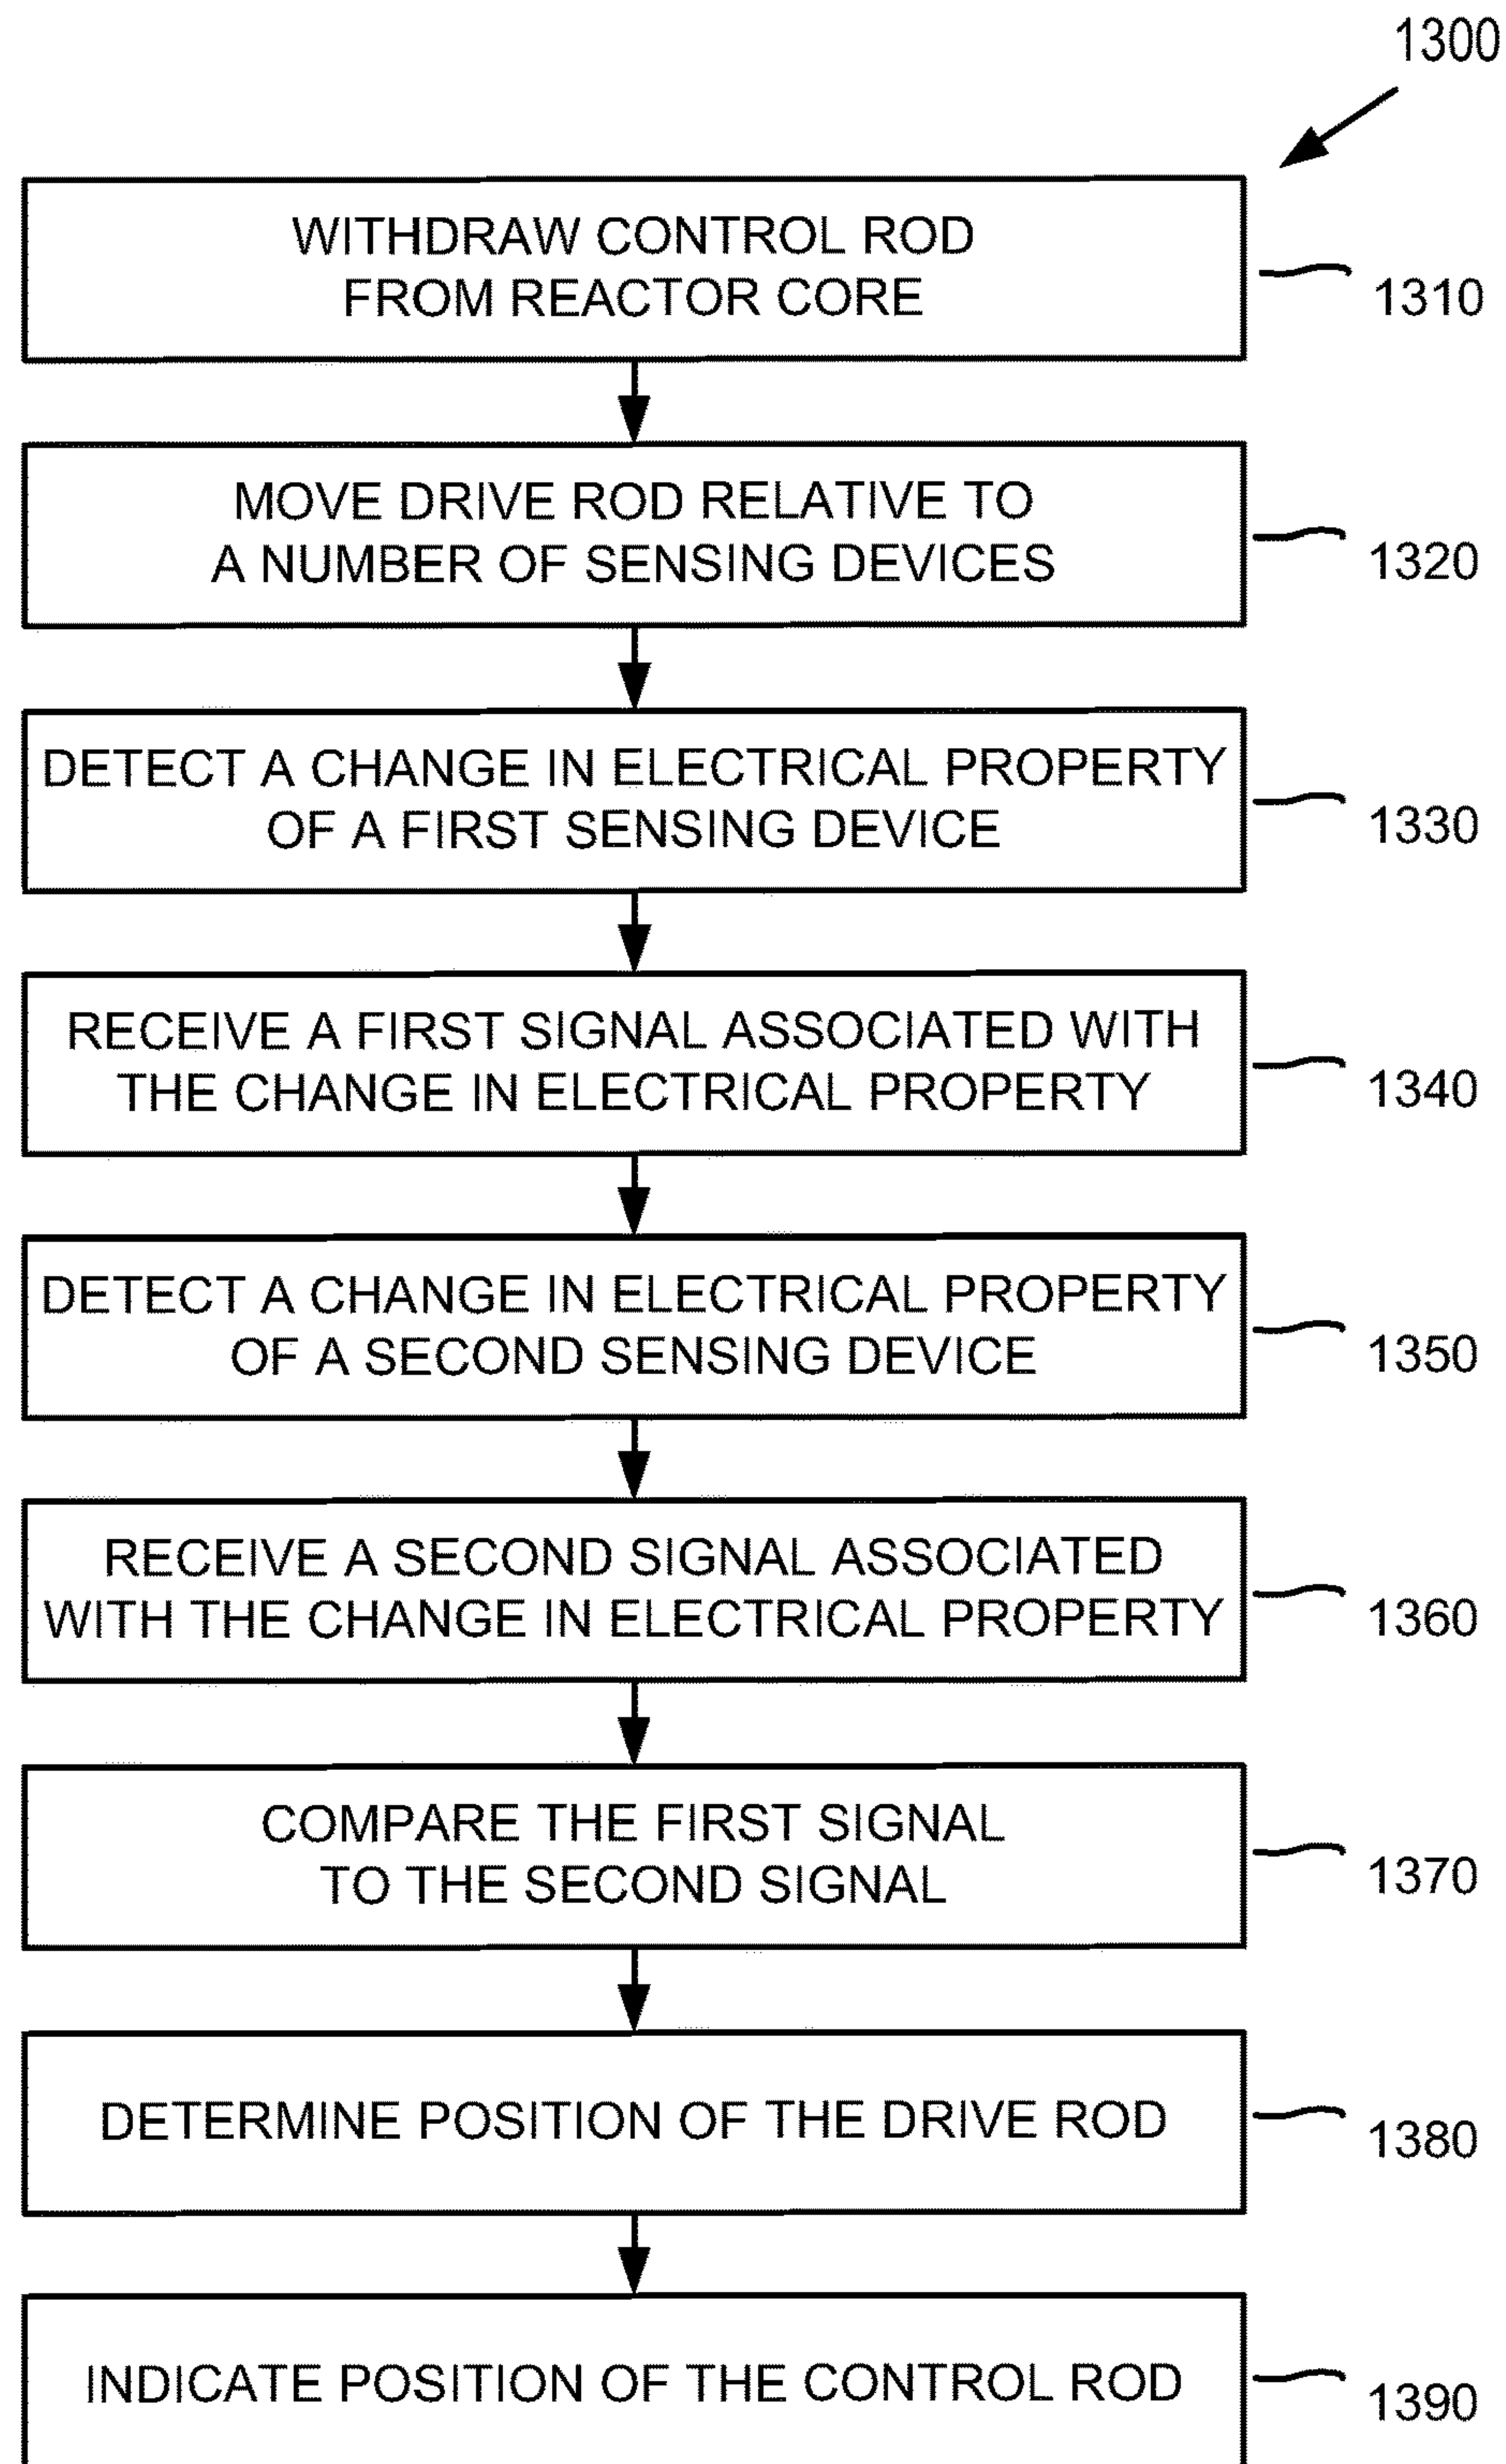 1300
WITHDRAW CONTROL ROD
FROM REACTOR CORE
1310
MOVE DRIVE ROD RELATIVE TO
A NUMBER OF SENSING DEVICES
1320
DETECT A CHANGE IN ELECTRICAL PROPERTY
OF A FIRST SENSING DEVICE
1330
RECEIVE A FIRST SIGNAL ASSOCIATED WITH
THE CHANGE IN ELECTRICAL PROPERTY
1340
DETECT A CHANGE IN ELECTRICAL PROPERTY
OF A SECOND SENSING DEVICE
1350
RECEIVE A SECOND SIGNAL ASSOCIATED
WITH THE CHANGE IN ELECTRICAL PROPERTY
1360
COMPARE THE FIRST SIGNAL
TO THE SECOND SIGNAL
1370
DETERMINE POSITION OF THE DRIVE ROD
1380
INDICATE POSITION OF THE CONTROL ROD
1390